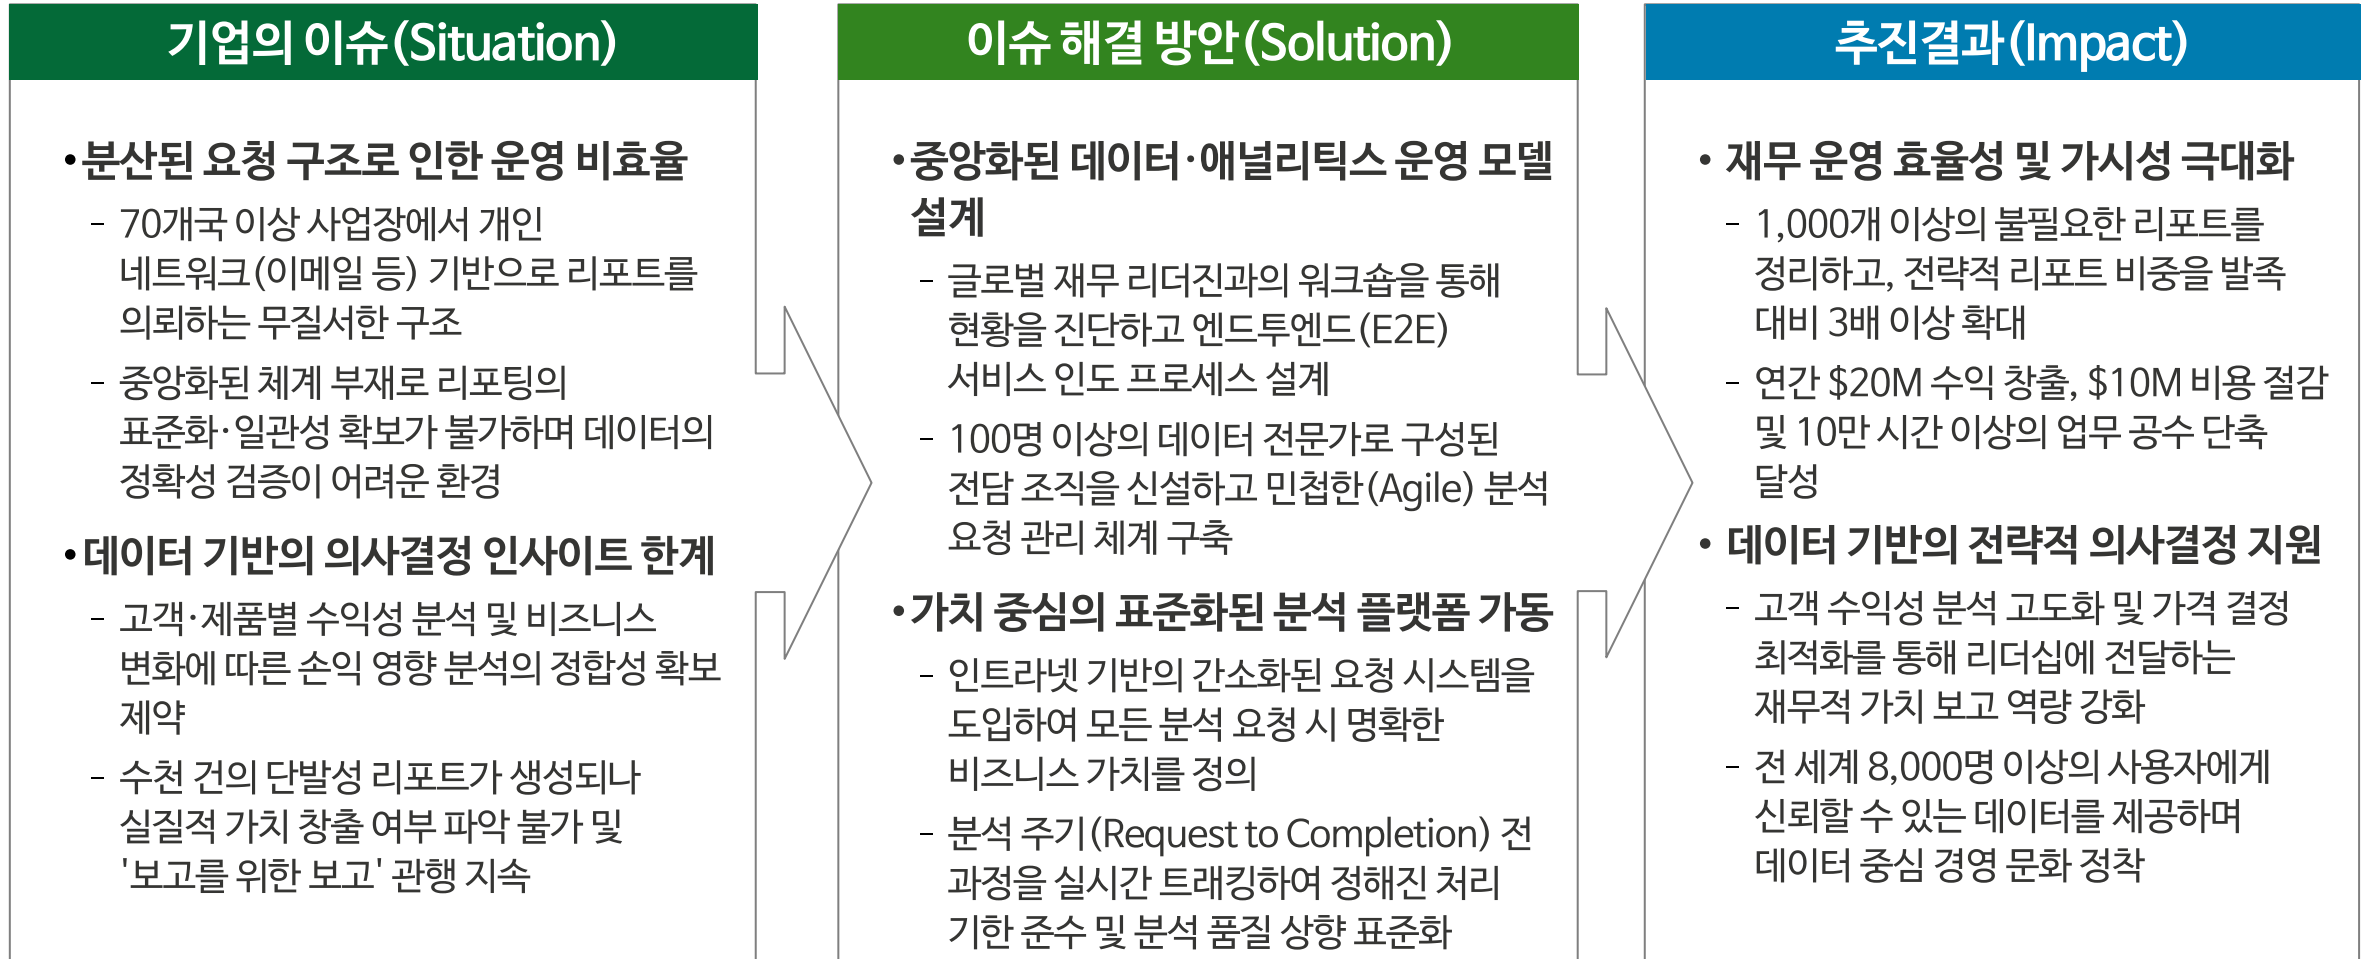 기업의 이슈(Situation)
•분산된 요청 구조로 인한 운영 비효율
- 70개국 이상 사업장에서 개인
네트워크(이메일 등) 기반으로 리포트를
의뢰하는 무질서한 구조
- 중앙화된 체계 부재로 리포팅의
표준화·일관성 확보가 불가하며 데이터의
정확성 검증이 어려운 환경
•데이터 기반의 의사결정 인사이트 한계
- 고객·제품별 수익성 분석 및 비즈니스
변화에 따른 손익 영향 분석의 정합성 확보
제약
- 수천 건의 단발성 리포트가 생성되나
실질적 가치 창출 여부 파악 불가 및
'보고를 위한 보고' 관행 지속
이슈 해결 방안(Solution)
•중앙화된 데이터·애널리틱스 운영 모델
설계
- 글로벌 재무 리더진과의 워크숍을 통해
현황을 진단하고 엔드투엔드(E2E)
서비스 인도 프로세스 설계
- 100명 이상의 데이터 전문가로 구성된
전담 조직을 신설하고 민첩한(Agile) 분석
요청 관리 체계 구축
•가치 중심의 표준화된 분석 플랫폼 가동
- 인트라넷 기반의 간소화된 요청 시스템을
도입하여 모든 분석 요청 시 명확한
비즈니스 가치를 정의
- 분석 주기(Request to Completion) 전
과정을 실시간 트래킹하여 정해진 처리
기한 준수 및 분석 품질 상향 표준화
추진결과(Impact)
• 재무 운영 효율성 및 가시성 극대화
- 1,000개 이상의 불필요한 리포트를
정리하고, 전략적 리포트 비중을 발족
대비 3배 이상 확대
- 연간 $20M 수익 창출, $10M 비용 절감
및 10만 시간 이상의 업무 공수 단축
달성
• 데이터 기반의 전략적 의사결정 지원
- 고객 수익성 분석 고도화 및 가격 결정
최적화를 통해 리더십에 전달하는
재무적 가치 보고 역량 강화
- 전 세계 8,000명 이상의 사용자에게
신뢰할 수 있는 데이터를 제공하며
데이터 중심 경영 문화 정착